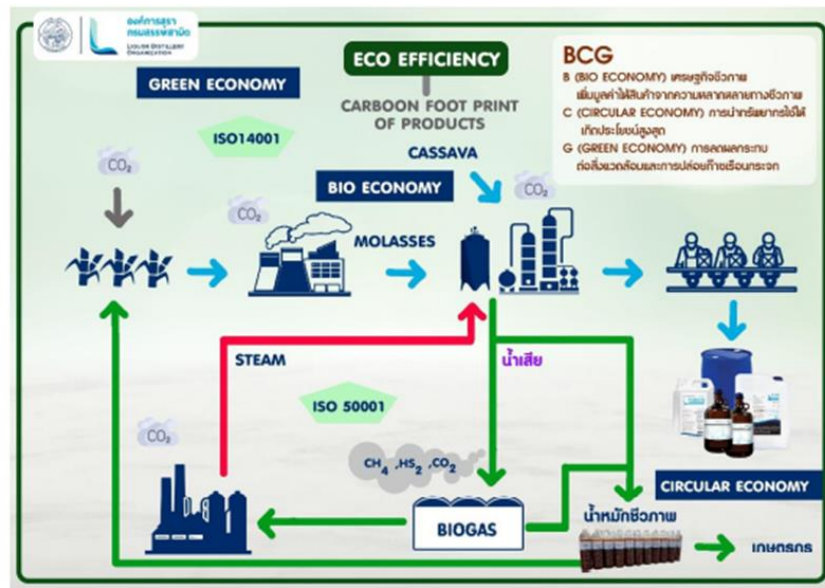 องค์การสุรา
กรมสรรพสามิต
LIQUOR DISTILLERY
ORGANIZATION
ECO EFFICIENCY
GREEN ECONOMY
CARBOON FOOT PRINT
OF PRODUCTS
BCG
B (BIO ECONOMY) เศรษฐกิจชีวภาพ
เพิ่มมูลค่าให้สินค้าจากความหลากหลายทางชีวภาพ
C (CIRCULAR ECONOMY) การนำทรัพยากรใช้ให้
เกิดประโยชน์สูงสุด
G (GREEN ECONOMY) การลดผลกระทบ
ต่อสิ่งแวดล้อมและการปล่อยก๊าซเรือนกระจก
ISO14001
CASSAVA
CO₂
BIO ECONOMY
CO₂
CO₂
MOLASSES
STEAM
น้ำเสีย
ISO 50001
CO₂
CH₄ ,HS₂ ,CO₂
CIRCULAR ECONOMY
BIOGAS
น้ำหมักชีวภาพ
เกษตรกร